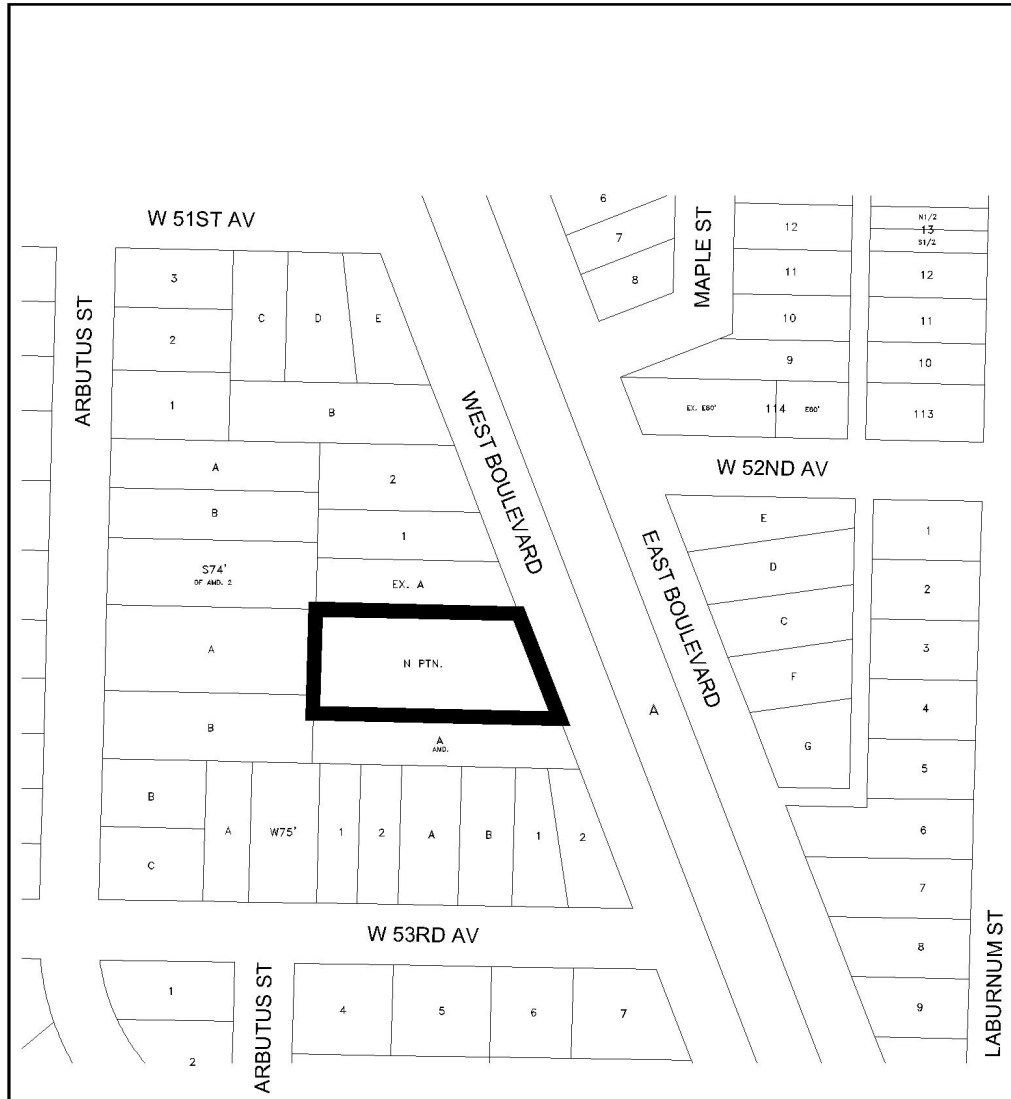 W 51ST AV
ARBUTUS ST
3
2
1
C
D
E
B
A
B
S74'
OF AMD. 2
A
B
2
1
EX. A
N PTN.
A
AMD.
B
C
A
W75'
1
2
A
B
1
2
WEST BOULEVARD
A
EAST BOULEVARD
6
7
8
MAPLE ST
12
11
10
9
EX. E60'
114
E60'
N1/2
13
S1/2
12
11
10
113
W 52ND AV
E
D
C
F
G
1
2
3
4
5
6
7
8
9
LABURNUM ST
W 53RD AV
1
2
ARBUTUS ST
4
5
6
7